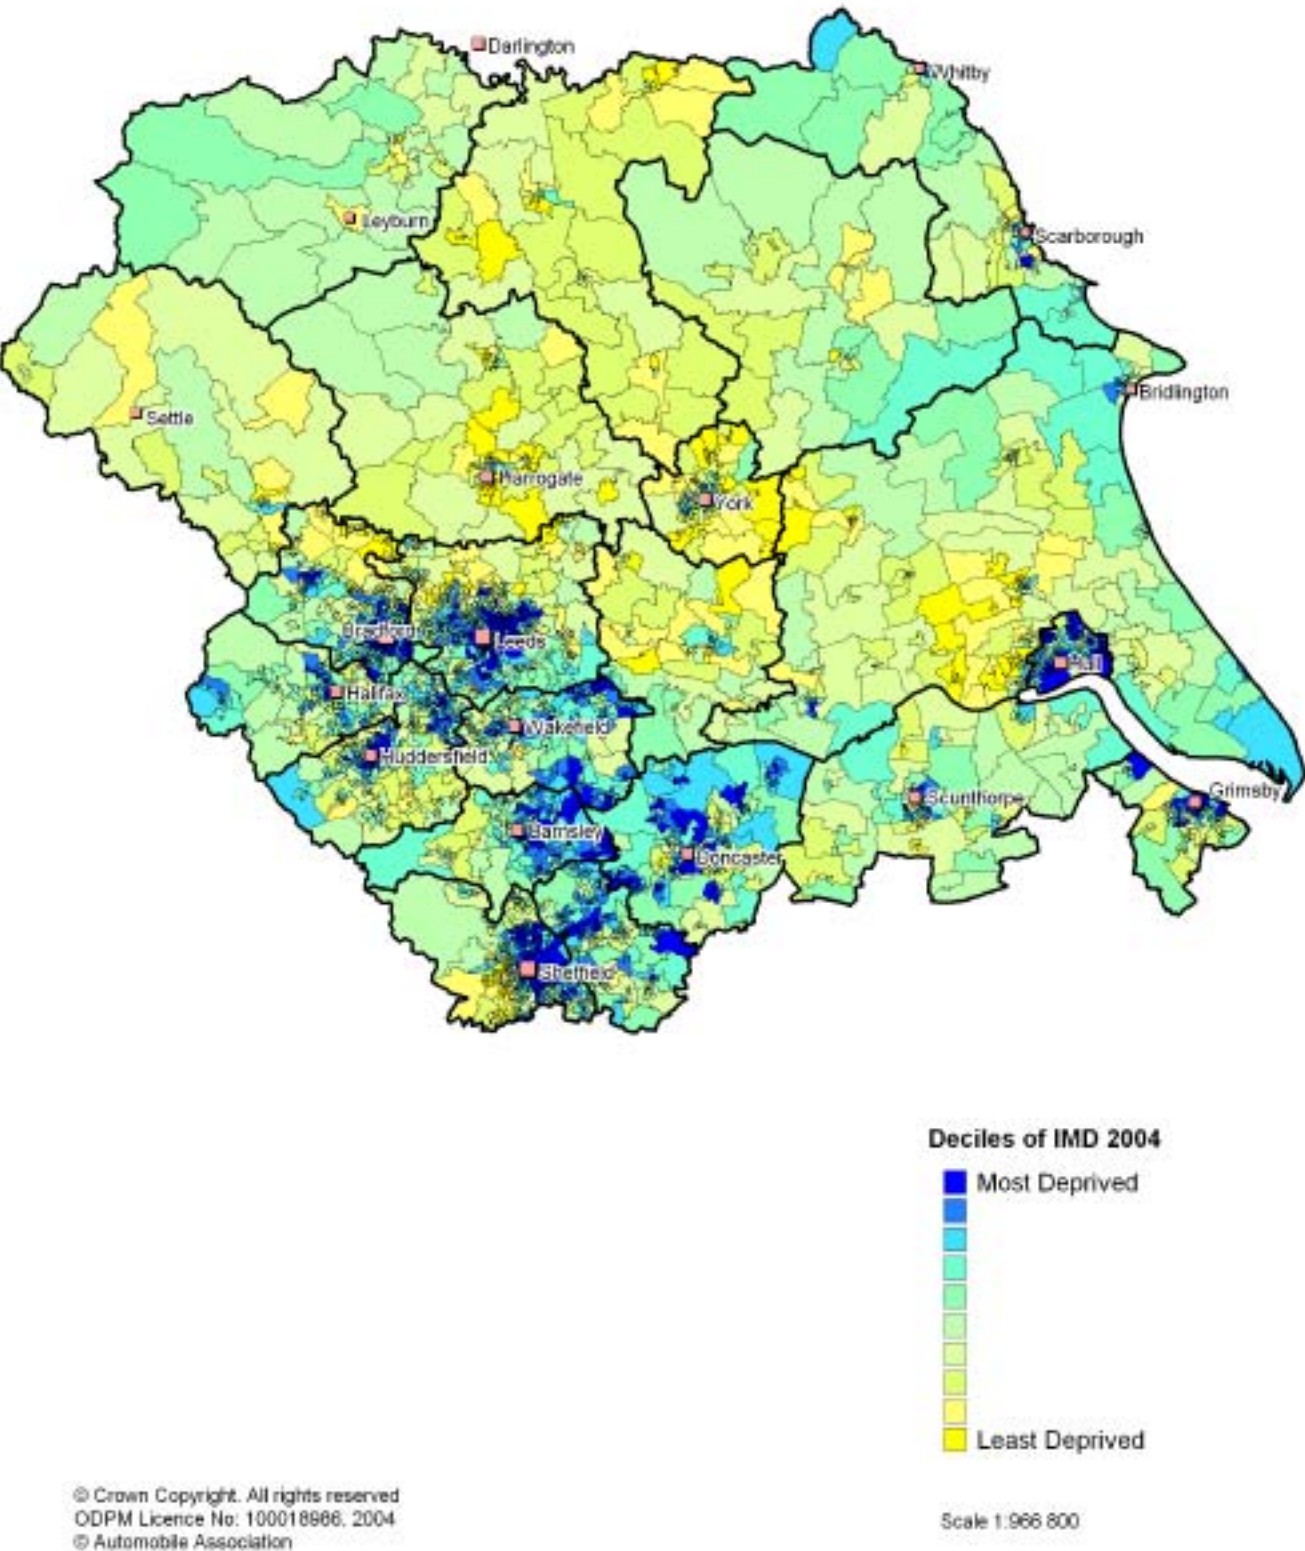 Darlington
Whitby
Leyburn
Scarborough
Settle
Bridlington
Harrogate
York
Bradford
Leeds
Hull
Halifax
Wakefield
Huddersfield
Scunthorpe
Grimsby
Barnsley
Doncaster
Sheffield
Deciles of IMD 2004
Most Deprived
Least Deprived
© Crown Copyright. All rights reserved
ODPM Licence No: 100018986. 2004
© Automobile Association
Scale 1:966 800